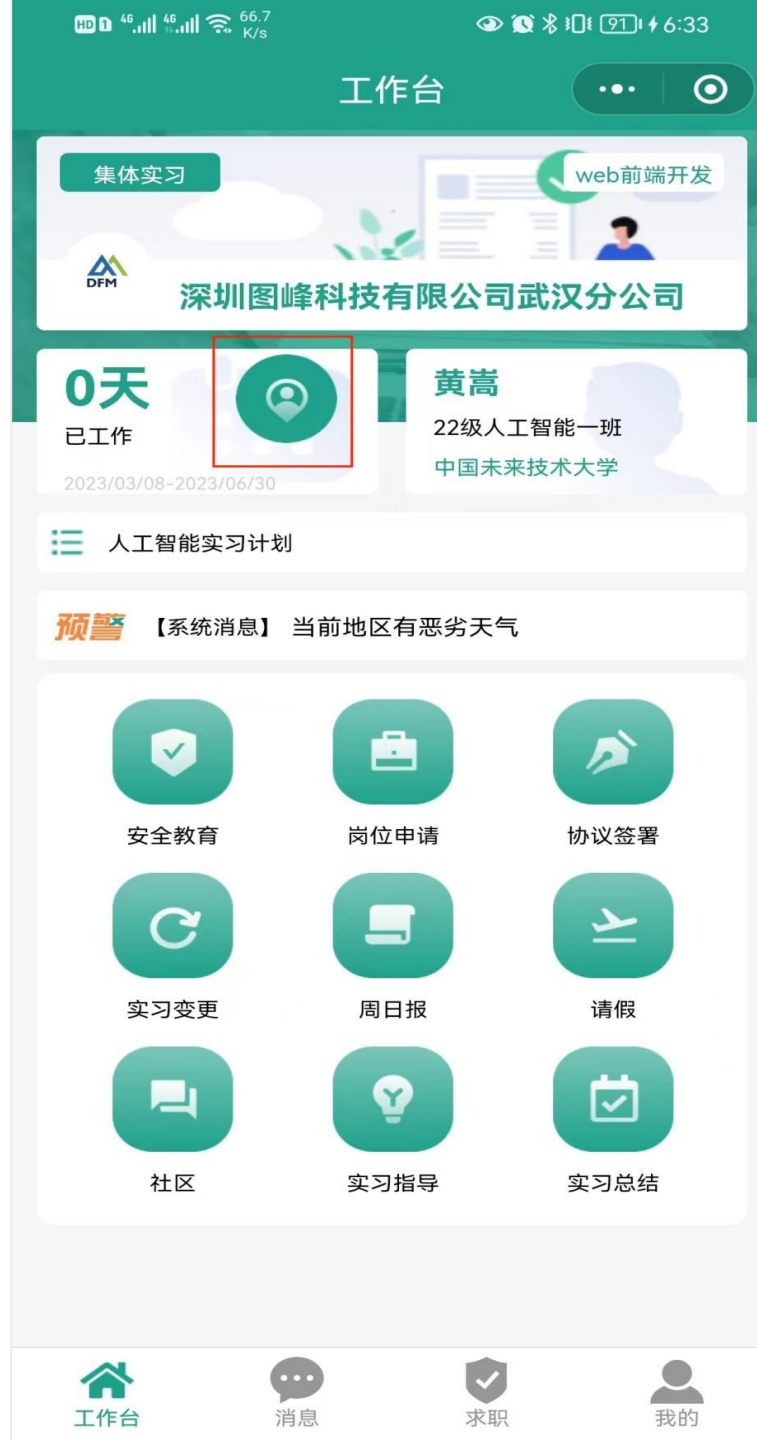 HD 1 4G 4G 66.7 K/s 91 6:33
工作台
集体实习
web前端开发
DFM
深圳图峰科技有限公司武汉分公司
0天
已工作
2023/03/08-2023/06/30
黄嵩
22级人工智能一班
中国未来技术大学
人工智能实习计划
预警 【系统消息】 当前地区有恶劣天气
安全教育 岗位申请 协议签署
实习变更 周日报 请假
社区 实习指导 实习总结
工作台 消息 求职 我的